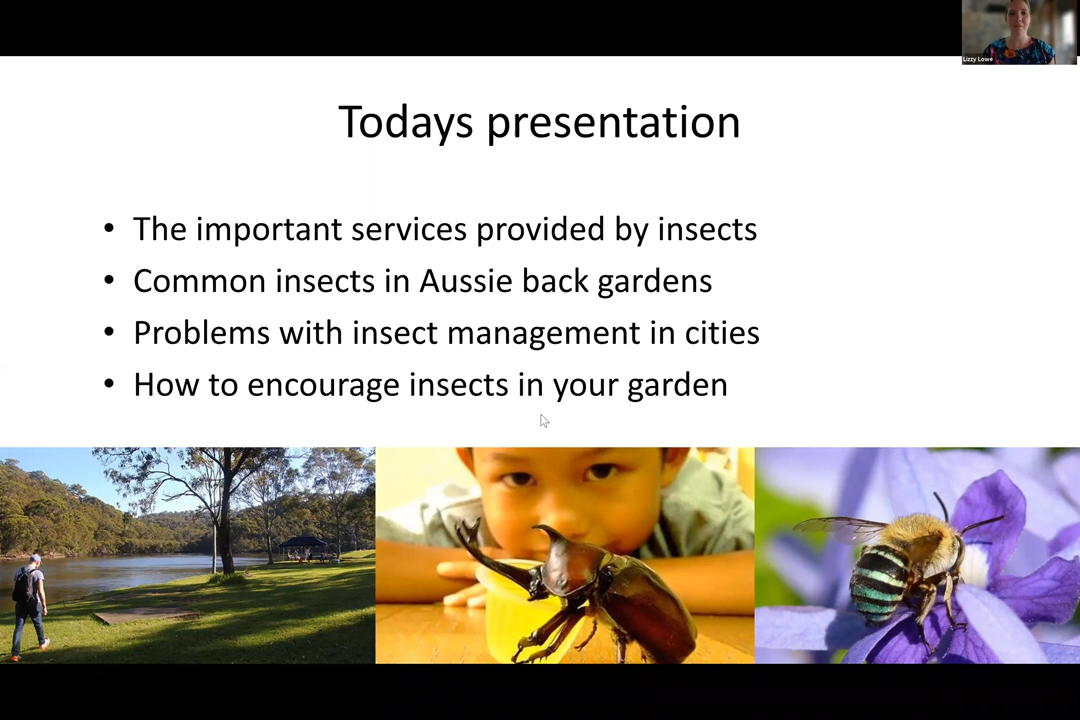 Lizzy Lowe
Todays presentation
• The important services provided by insects
• Common insects in Aussie back gardens
• Problems with insect management in cities
• How to encourage insects in your garden